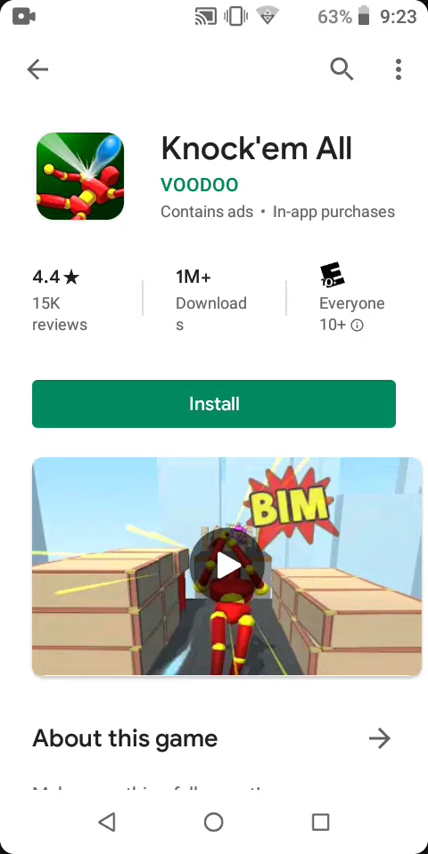 63% 9:23
Knock'em All
VOODOO
Contains ads • In-app purchases
4.4★
15K
reviews
1M+
Download
s
E
10+
Everyone
10+
Install
BIM
About this game